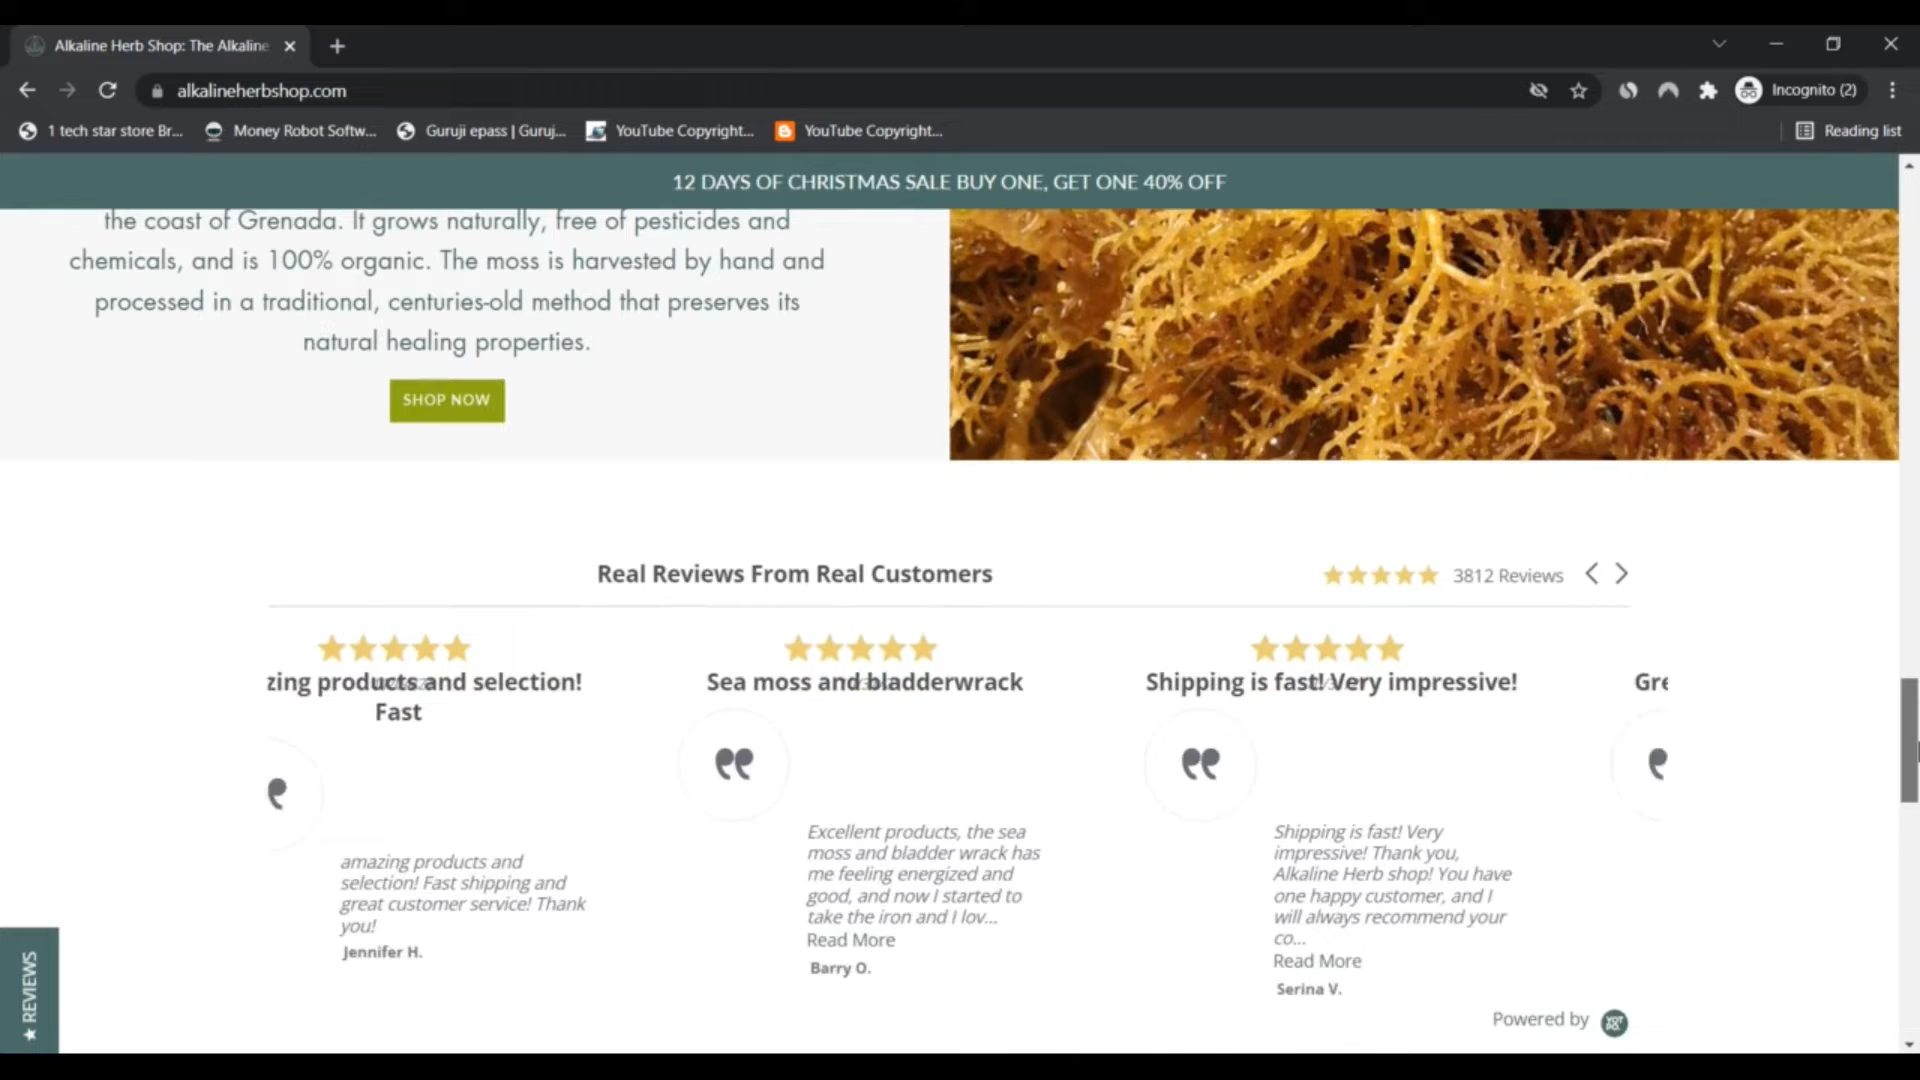 Alkaline Herb Shop: The Alkaline
alkalineherbshop.com
Incognito (2)
1 tech star store Br...
Money Robot Softw...
Guruji epass | Guruj...
YouTube Copyright...
YouTube Copyright...
Reading list
12 DAYS OF CHRISTMAS SALE BUY ONE, GET ONE 40% OFF
the coast of Grenada. It grows naturally, free of pesticides and
chemicals, and is 100% organic. The moss is harvested by hand and
processed in a traditional, centuries-old method that preserves its
natural healing properties.
SHOP NOW
Real Reviews From Real Customers
3812 Reviews
zing products and selection!
Fast
amazing products and
selection! Fast shipping and
great customer service! Thank
you!
Jennifer H.
Sea moss and bladderwrack
Excellent products, the sea
moss and bladder wrack has
me feeling energized and
good, and now I started to
take the iron and I lov...
Read More
Barry O.
Shipping is fast! Very impressive!
Shipping is fast! Very
impressive! Thank you,
Alkaline Herb shop! You have
one happy customer, and I
will always recommend your
co...
Read More
Serina V.
Gre
Powered by
YOT
PO.
★ REVIEWS